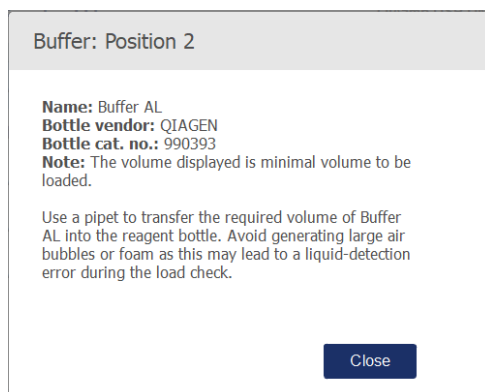 Buffer: Position 2
Name: Buffer AL
Bottle vendor: QIAGEN
Bottle cat. no.: 990393
Note: The volume displayed is minimal volume to be
loaded.
Use a pipet to transfer the required volume of Buffer
AL into the reagent bottle. Avoid generating large air
bubbles or foam as this may lead to a liquid-detection
error during the load check.
Close